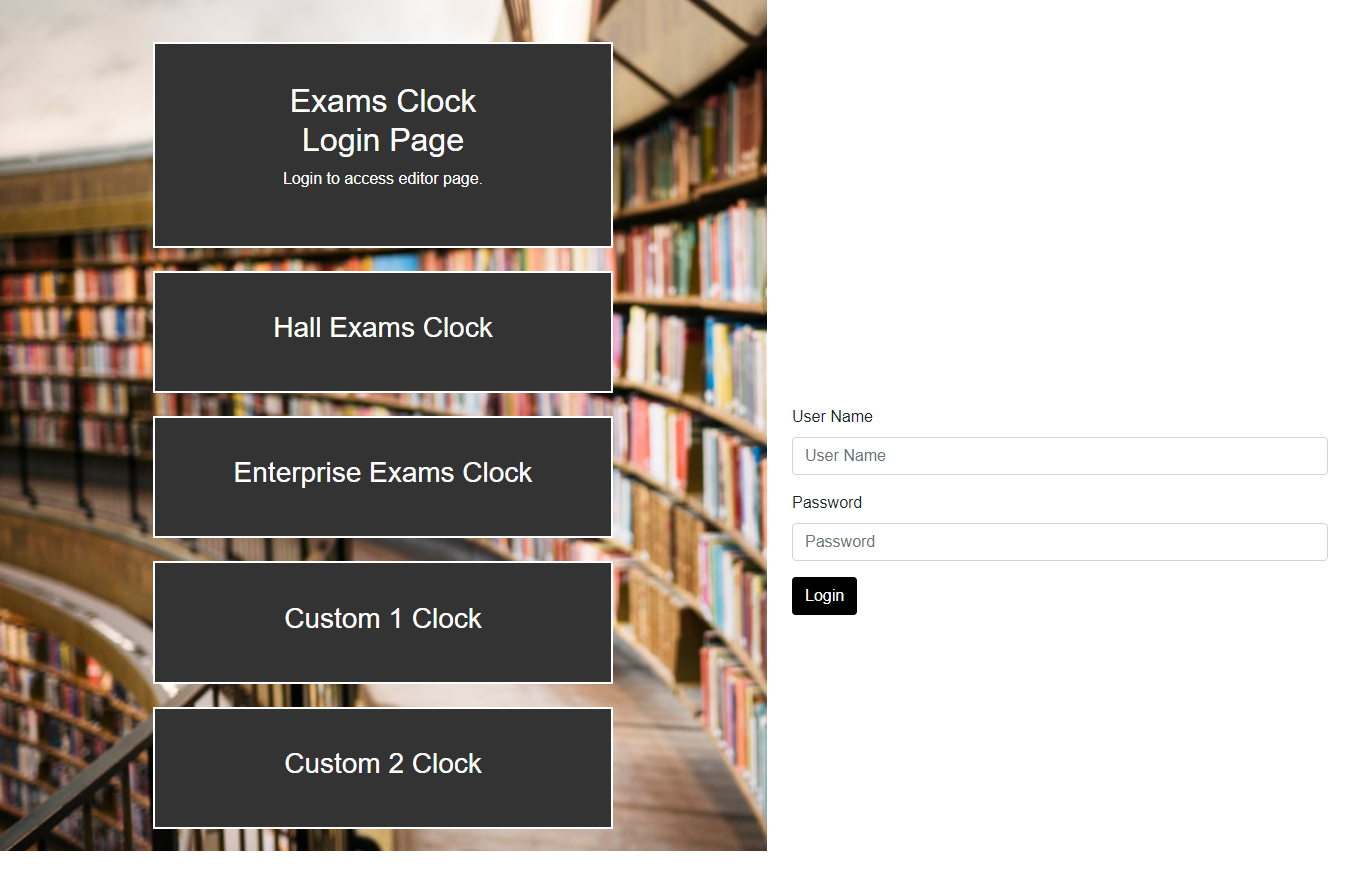 Exams Clock
Login Page
Login to access editor page.
Hall Exams Clock
Enterprise Exams Clock
Custom 1 Clock
Custom 2 Clock
User Name
User Name
Password
Password
Login